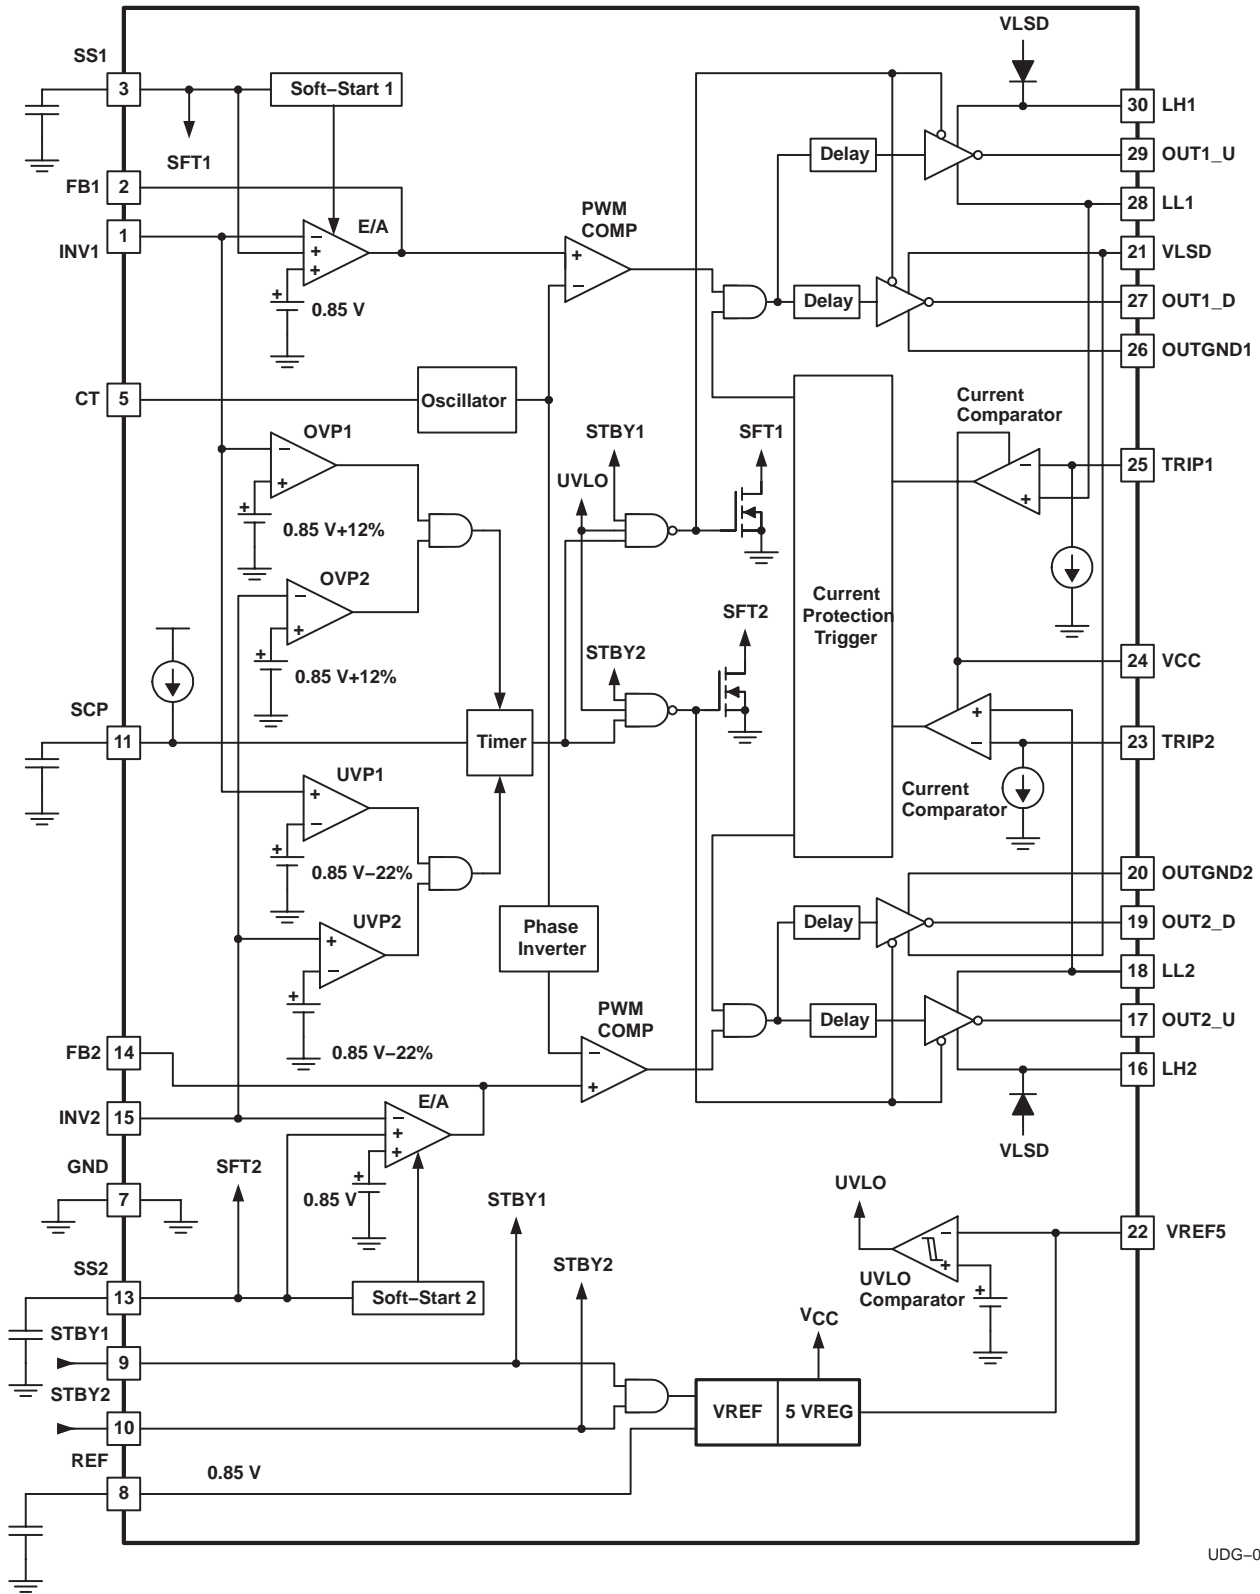 VLSD
SS1
3
Soft−Start 1
30
LH1
SFT1
Delay
29
OUT1_U
FB1
2
28
LL1
PWM
COMP
1
E/A
INV1
−
+
+
+
0.85 V
+
−
21
VLSD
Delay
27
OUT1_D
26
OUTGND1
CT
5
Oscillator
Current
Comparator
OVP1
STBY1
SFT1
−
+
−
+
25
TRIP1
UVLO
+
0.85 V+12%
OVP2
−
+
Current
Protection
Trigger
SFT2
+
0.85 V+12%
STBY2
24
VCC
SCP
11
Timer
+
−
23
TRIP2
UVP1
+
−
Current
Comparator
+
0.85 V−22%
20
OUTGND2
UVP2
+
−
Phase
Inverter
Delay
19
OUT2_D
18
LL2
+
0.85 V−22%
PWM
COMP
Delay
17
OUT2_U
FB2
14
−
+
16
LH2
INV2
15
E/A
−
+
+
VLSD
GND
7
SFT2
+
0.85 V
STBY1
UVLO
−
+
22
VREF5
SS2
13
Soft−Start 2
STBY2
UVLO
Comparator
+
STBY1
9
VCC
STBY2
10
VREF
5 VREG
REF
8
0.85 V
UDG−0